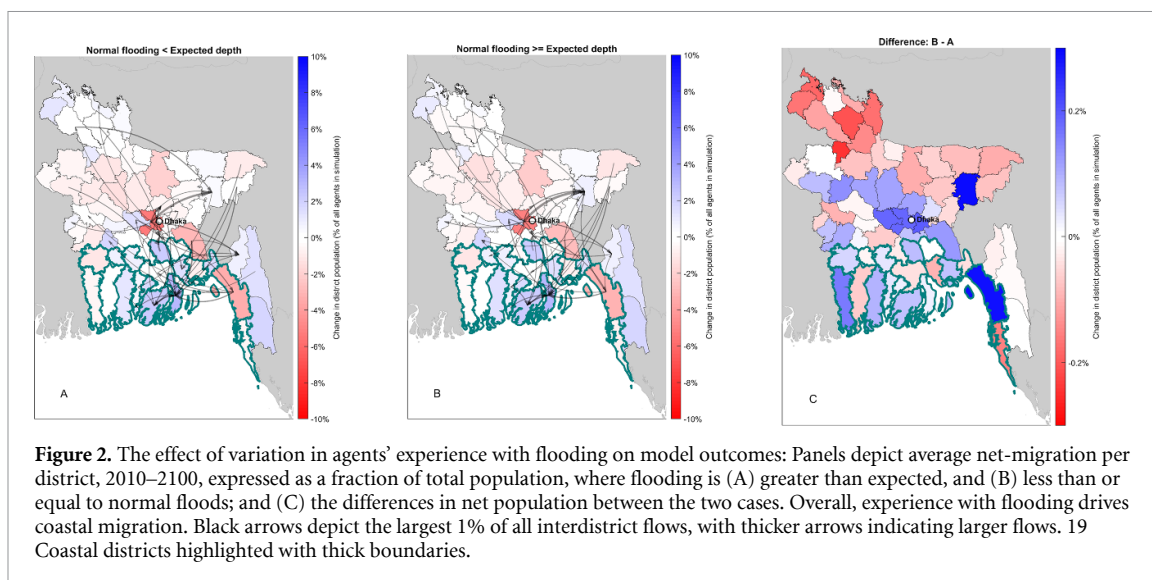 Normal flooding < Expected depth
10%
8%
6%
4%
2%
0%
-2%
-4%
-6%
-8%
-10%
Change in district population (% of all agents in simulation)
Dhaka
A
Normal flooding >= Expected depth
10%
8%
6%
4%
2%
0%
-2%
-4%
-6%
-8%
-10%
Change in district population (% of all agents in simulation)
Dhaka
B
Difference: B - A
0.2%
0%
-0.2%
Change in district population (% of all agents in simulation)
Dhaka
C
Figure 2. The effect of variation in agents’ experience with flooding on model outcomes: Panels depict average net-migration per
district, 2010–2100, expressed as a fraction of total population, where flooding is (A) greater than expected, and (B) less than or
equal to normal floods; and (C) the differences in net population between the two cases. Overall, experience with flooding drives
coastal migration. Black arrows depict the largest 1% of all interdistrict flows, with thicker arrows indicating larger flows. 19
Coastal districts highlighted with thick boundaries.